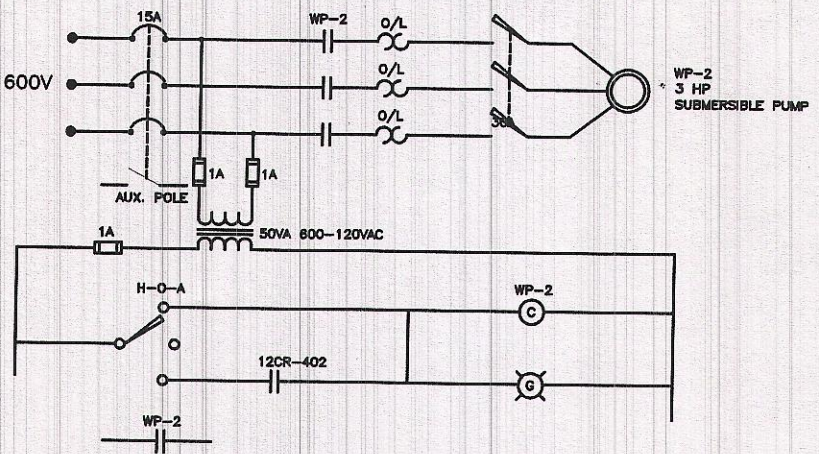 15A
WP-2
O/L
600V
O/L
WP-2
3 HP
SUBMERSIBLE PUMP
O/L
1A
1A
AUX. POLE
1A
50VA 600-120VAC
H-O-A
WP-2
C
12CR-402
G
WP-2